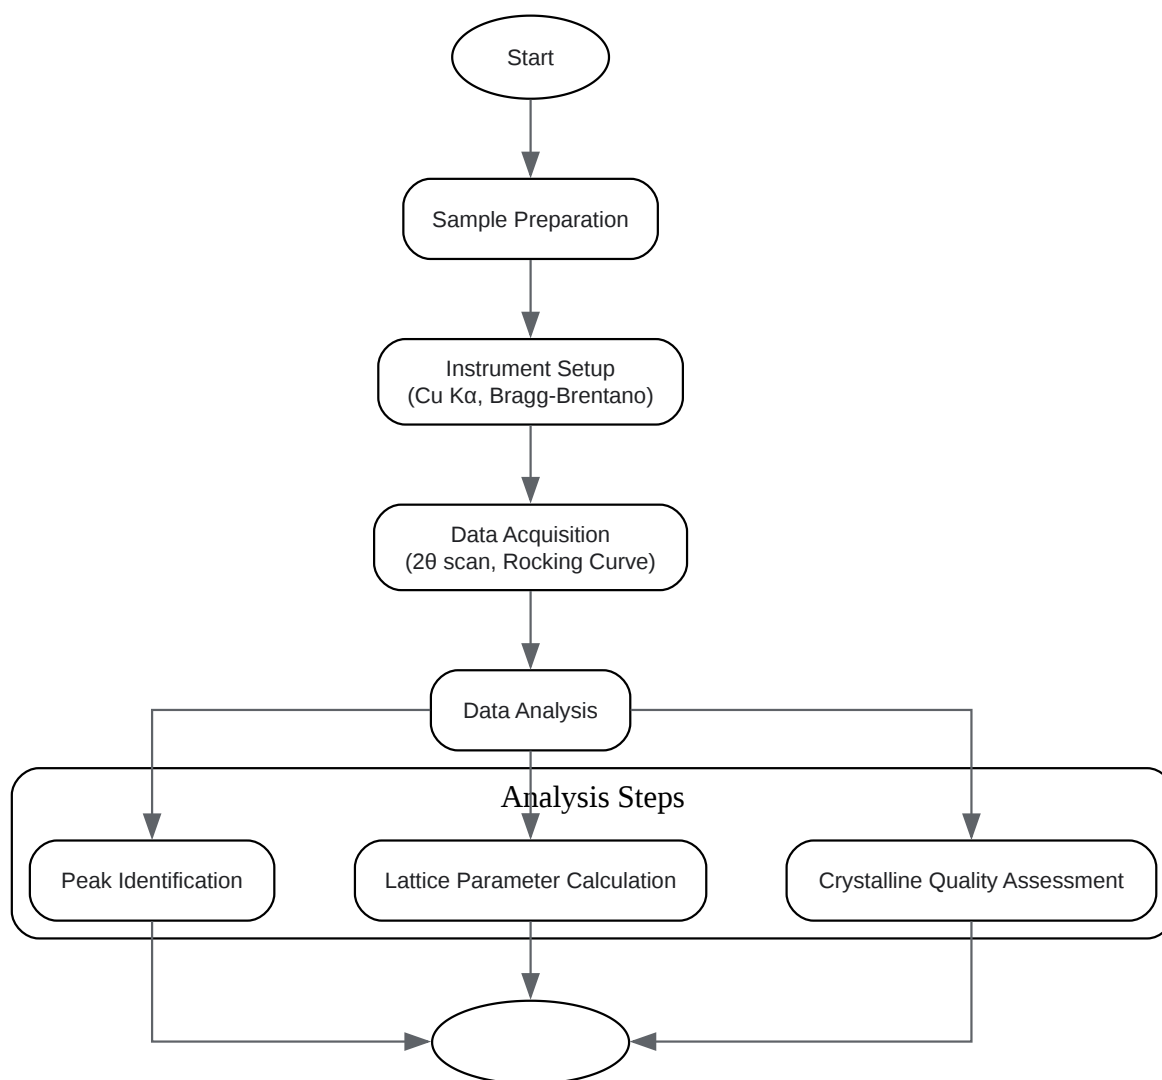 Start
Sample Preparation
Instrument Setup
(Cu Kα, Bragg-Brentano)
Data Acquisition
(2θ scan, Rocking Curve)
Data Analysis
Analysis Steps
Peak Identification
Lattice Parameter Calculation
Crystalline Quality Assessment